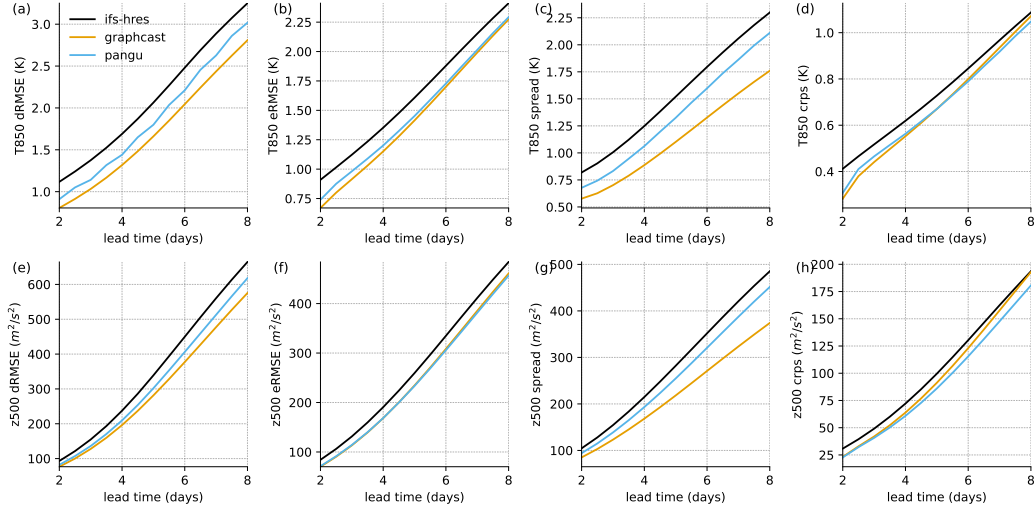 (a)
T850 dRMSE (K)
3.0
2.5
2.0
1.5
1.0
ifs-hres
graphcast
pangu
2 4 6 8
lead time (days)
(b)
T850 eRMSE (K)
2.25
2.00
1.75
1.50
1.25
1.00
0.75
2 4 6 8
lead time (days)
(c)
T850 spread (K)
2.25
2.00
1.75
1.50
1.25
1.00
0.75
0.50
2 4 6 8
lead time (days)
(d)
T850 crps (K)
1.0
0.8
0.6
0.4
2 4 6 8
lead time (days)
(e)
z500 dRMSE (m²/s²)
600
500
400
300
200
100
2 4 6 8
lead time (days)
(f)
z500 eRMSE (m²/s²)
400
300
200
100
2 4 6 8
lead time (days)
(g)
z500 spread (m²/s²)
500
400
300
200
100
2 4 6 8
lead time (days)
(h)
z500 crps (m²/s²)
200
175
150
125
100
75
50
25
2 4 6 8
lead time (days)